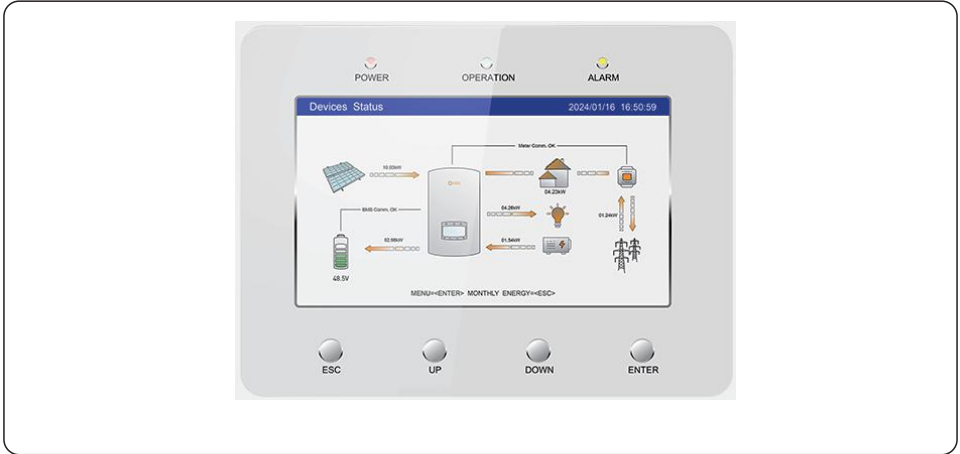 POWER OPERATION ALARM
Devices Status 2024/01/16 16:50:59
Meter Comm. OK
10.93kW
04.23kW
BMS Comm. OK
04.26kW
01.24kW
02.98kW
01.54kW
48.5V
MENU=<ENTER> MONTHLY ENERGY=<ESC>
ESC UP DOWN ENTER